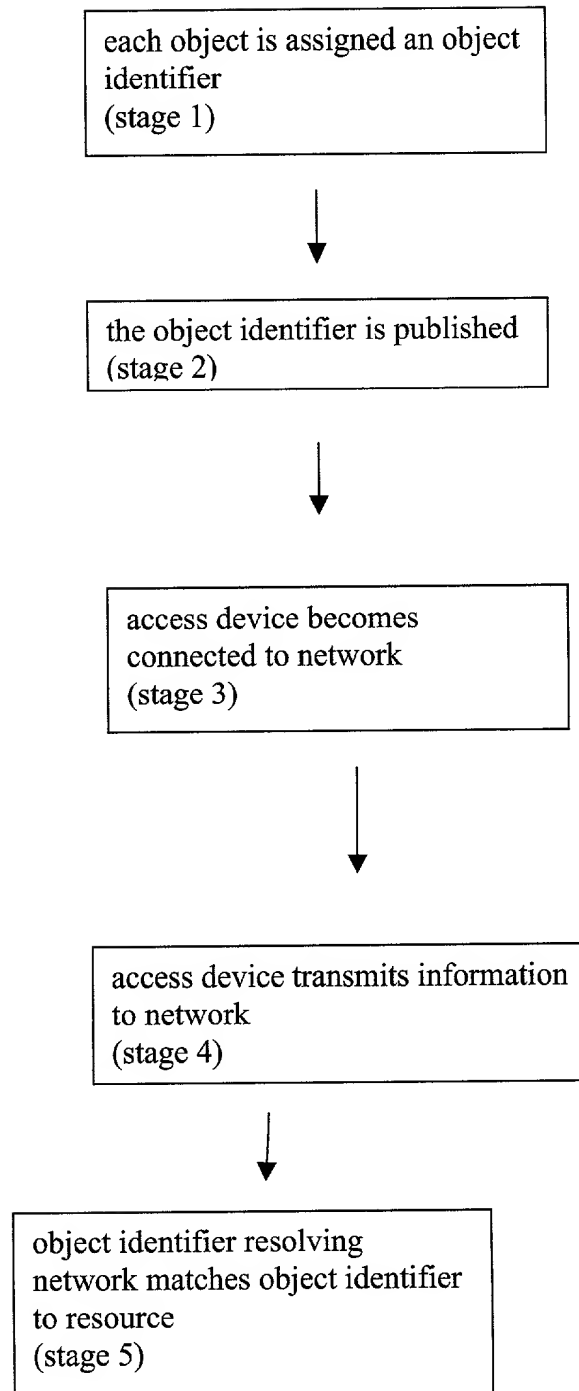 each object is assigned an object
identifier
(stage 1)
the object identifier is published
(stage 2)
access device becomes
connected to network
(stage 3)
access device transmits information
to network
(stage 4)
object identifier resolving
network matches object identifier
to resource
(stage 5)